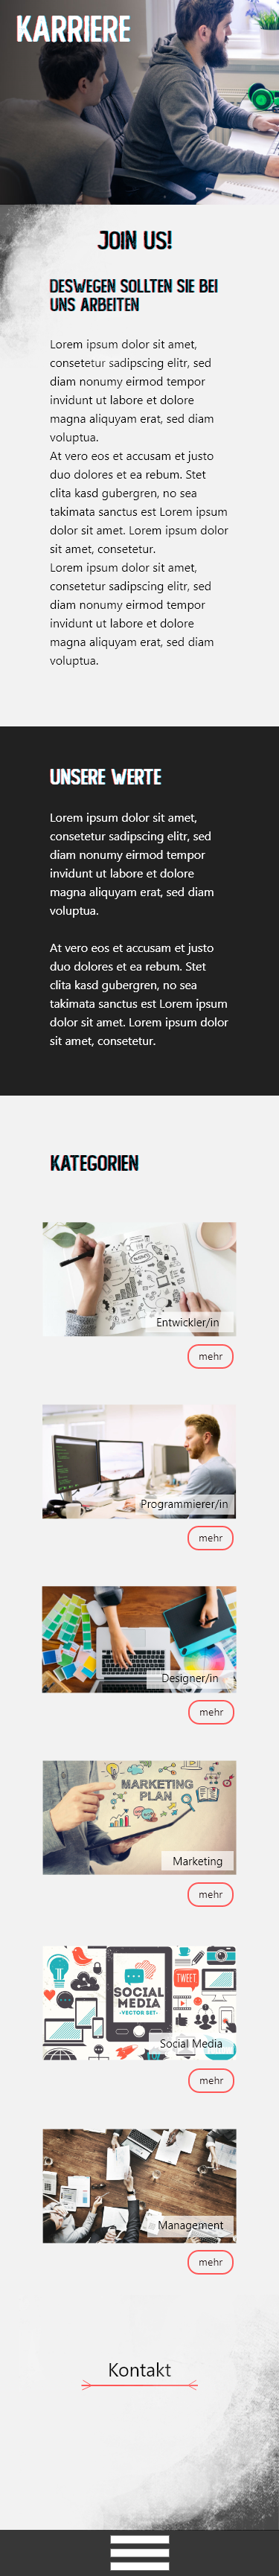 KARRIERE
JOIN US!
DESWEGEN SOLLTEN SIE BEI
UNS ARBEITEN
Lorem ipsum dolor sit amet,
consetetur sadipscing elitr, sed
diam nonumy eirmod tempor
invidunt ut labore et dolore
magna aliquyam erat, sed diam
voluptua.
At vero eos et accusam et justo
duo dolores et ea rebum. Stet
clita kasd gubergren, no sea
takimata sanctus est Lorem ipsum
dolor sit amet. Lorem ipsum dolor
sit amet, consetetur.
Lorem ipsum dolor sit amet,
consetetur sadipscing elitr, sed
diam nonumy eirmod tempor
invidunt ut labore et dolore
magna aliquyam erat, sed diam
voluptua.
UNSERE WERTE
Lorem ipsum dolor sit amet,
consetetur sadipscing elitr, sed
diam nonumy eirmod tempor
invidunt ut labore et dolore
magna aliquyam erat, sed diam
voluptua.
At vero eos et accusam et justo
duo dolores et ea rebum. Stet
clita kasd gubergren, no sea
takimata sanctus est Lorem ipsum
dolor sit amet. Lorem ipsum dolor
sit amet, consetetur.
KATEGORIEN
Entwickler/in
mehr
Programmierer/in
mehr
Designer/in
mehr
MARKETING
PLAN
Marketing
mehr
SOCIAL
MEDIA
VECTOR SET
TWEET
Social Media
mehr
Management
mehr
Kontakt